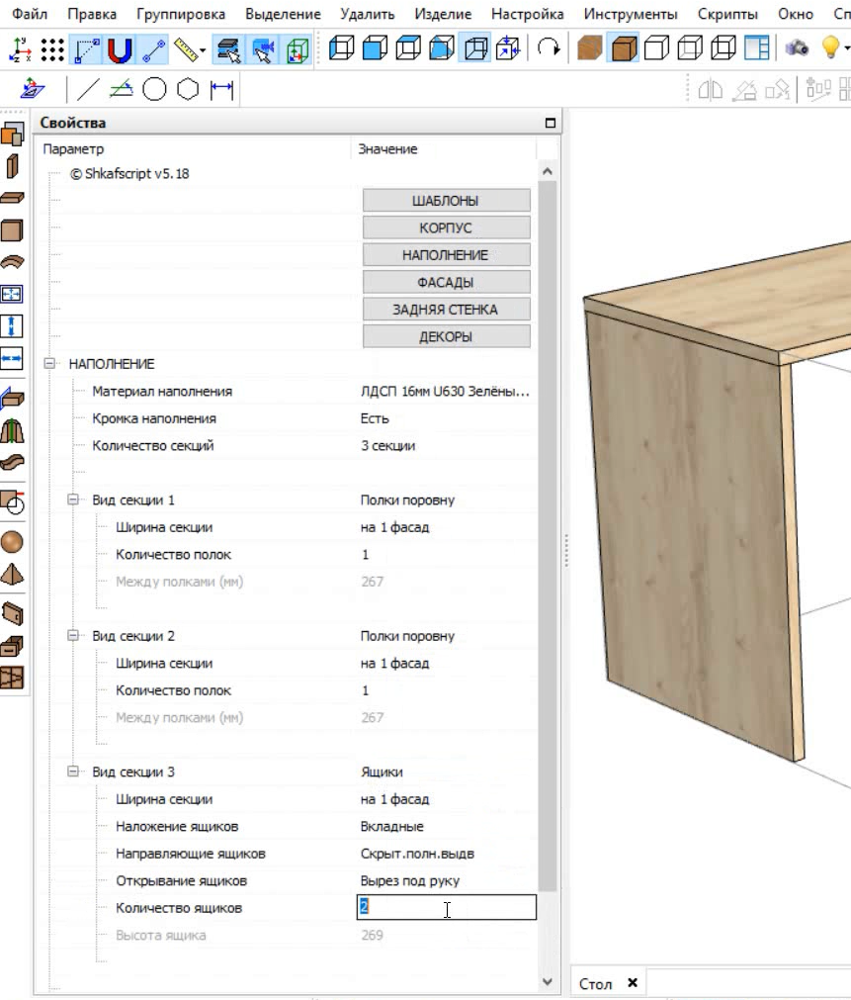 Файл Правка Группировка Выделение Удалить Изделие Настройка Инструменты Скрипты Окно
Свойства
Параметр Значение
© Shkafscript v5.18
ШАБЛОНЫ
КОРПУС
НАПОЛНЕНИЕ
ФАСАДЫ
ЗАДНЯЯ СТЕНКА
ДЕКОРЫ
НАПОЛНЕНИЕ
Материал наполнения ЛДСП 16мм U630 Зелёны...
Кромка наполнения Есть
Количество секций 3 секции
Вид секции 1 Полки поровну
Ширина секции на 1 фасад
Количество полок 1
Между полками (мм) 267
Вид секции 2 Полки поровну
Ширина секции на 1 фасад
Количество полок 1
Между полками (мм) 267
Вид секции 3 Ящики
Ширина секции на 1 фасад
Наложение ящиков Вкладные
Направляющие ящиков Скрыт.полн.выдв
Открывание ящиков Вырез под руку
Количество ящиков 2
Высота ящика 269
Стол